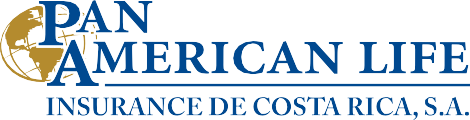 PAN
AMERICAN LIFE
INSURANCE DE COSTA RICA, S.A.